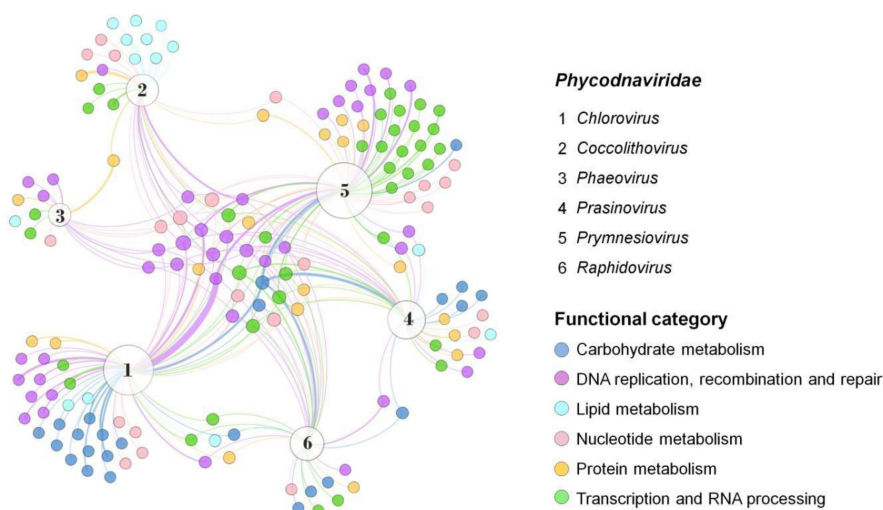 2
3
5
4
1
6
Phycodnaviridae
1 Chlorovirus
2 Coccolithovirus
3 Phaeovirus
4 Prasinovirus
5 Prymnesiovirus
6 Raphidovirus
Functional category
Carbohydrate metabolism
DNA replication, recombination and repair
Lipid metabolism
Nucleotide metabolism
Protein metabolism
Transcription and RNA processing